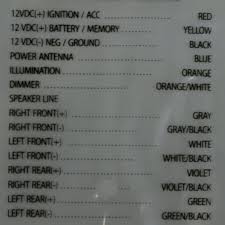 12VDC(+) IGNITION / ACC RED
12 VDC(+) BATTERY / MEMORY YELLOW
12 VDC(-) NEG / GROUND BLACK
POWER ANTENNA BLUE
ILLUMINATION ORANGE
DIMMER ORANGE/WHITE
SPEAKER LINE
RIGHT FRONT(+) GRAY
RIGHT FRONT(-) GRAY/BLACK
LEFT FRONT(+) WHITE
LEFT FRONT(-) WHITE/BLACK
RIGHT REAR(+) VIOLET
RIGHT REAR(-) VIOLET/BLACK
LEFT REAR(+) GREEN
LEFT REAR(-) GREEN/BLACK